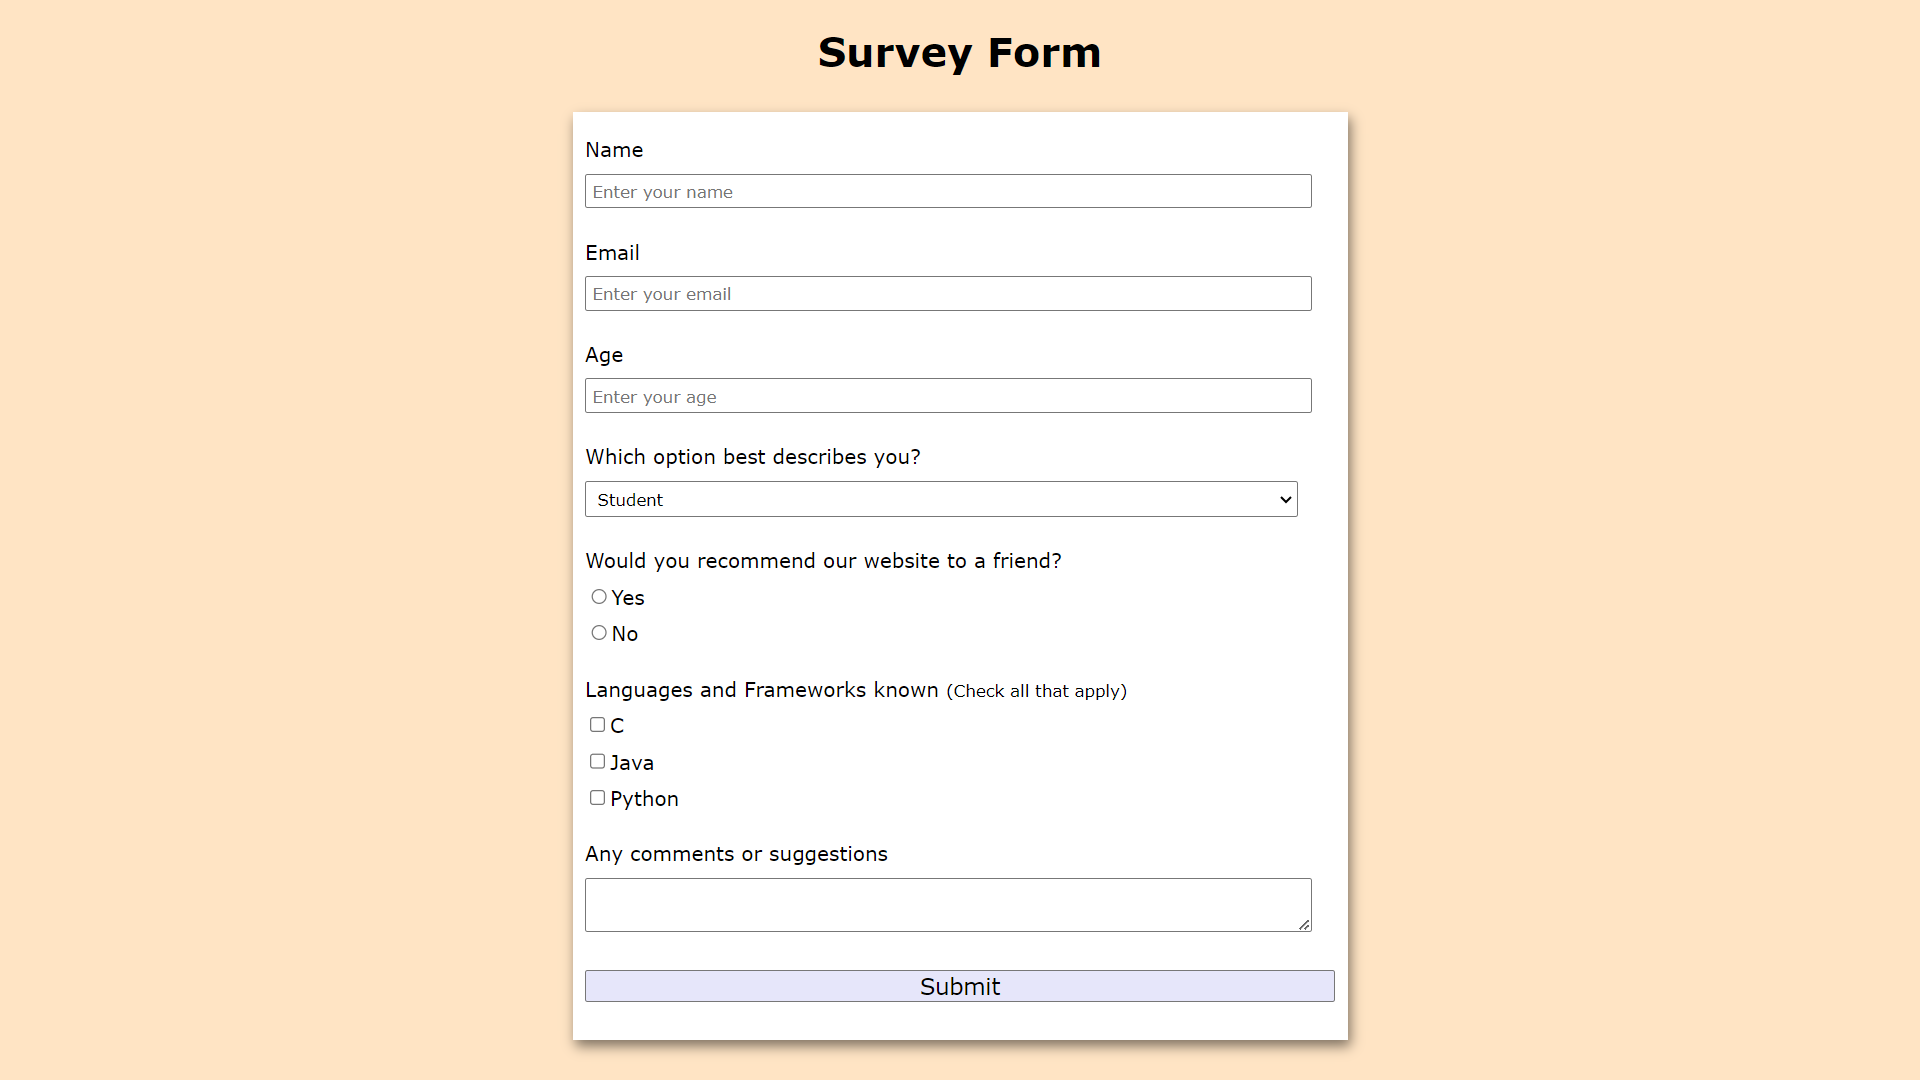 Survey Form
Name
Enter your name
Email
Enter your email
Age
Enter your age
Which option best describes you?
Student
Would you recommend our website to a friend?
Yes
No
Languages and Frameworks known (Check all that apply)
C
Java
Python
Any comments or suggestions
Submit